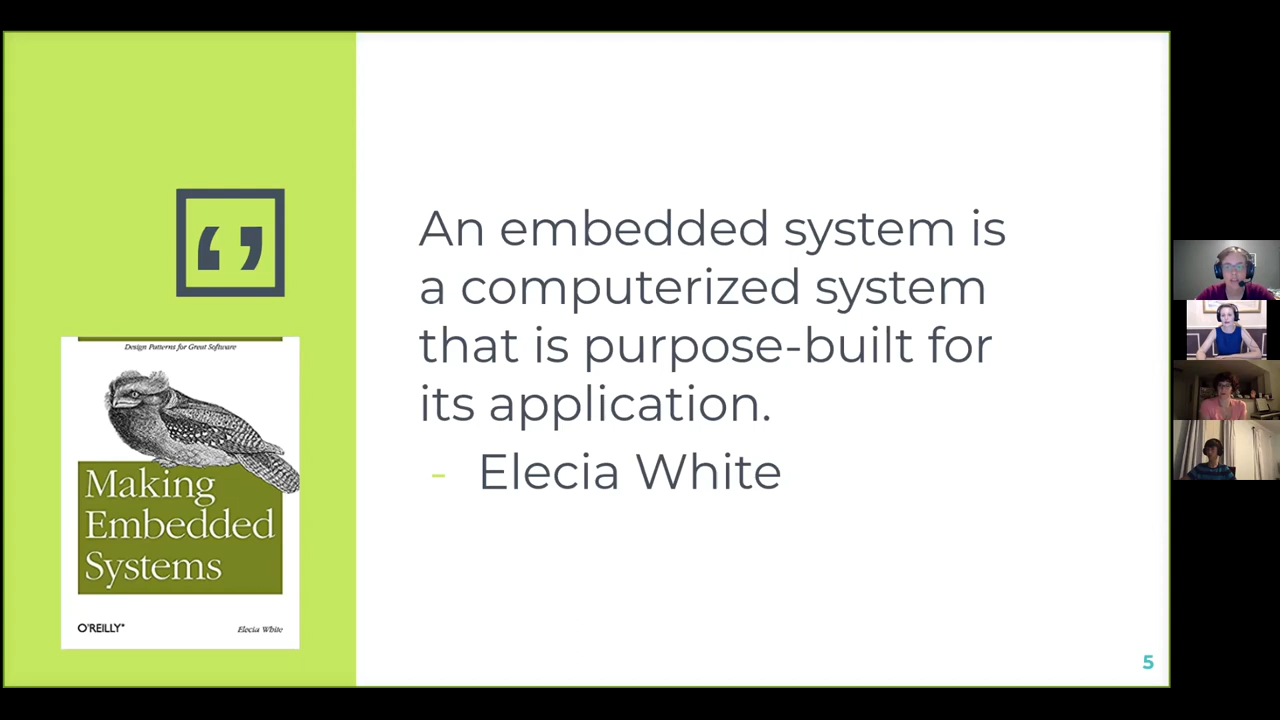 ‘’
An embedded system is
a computerized system
that is purpose-built for
its application.
- Elecia White
Design Patterns for Great Software
Making
Embedded
Systems
O'REILLY®
Elecia White
5